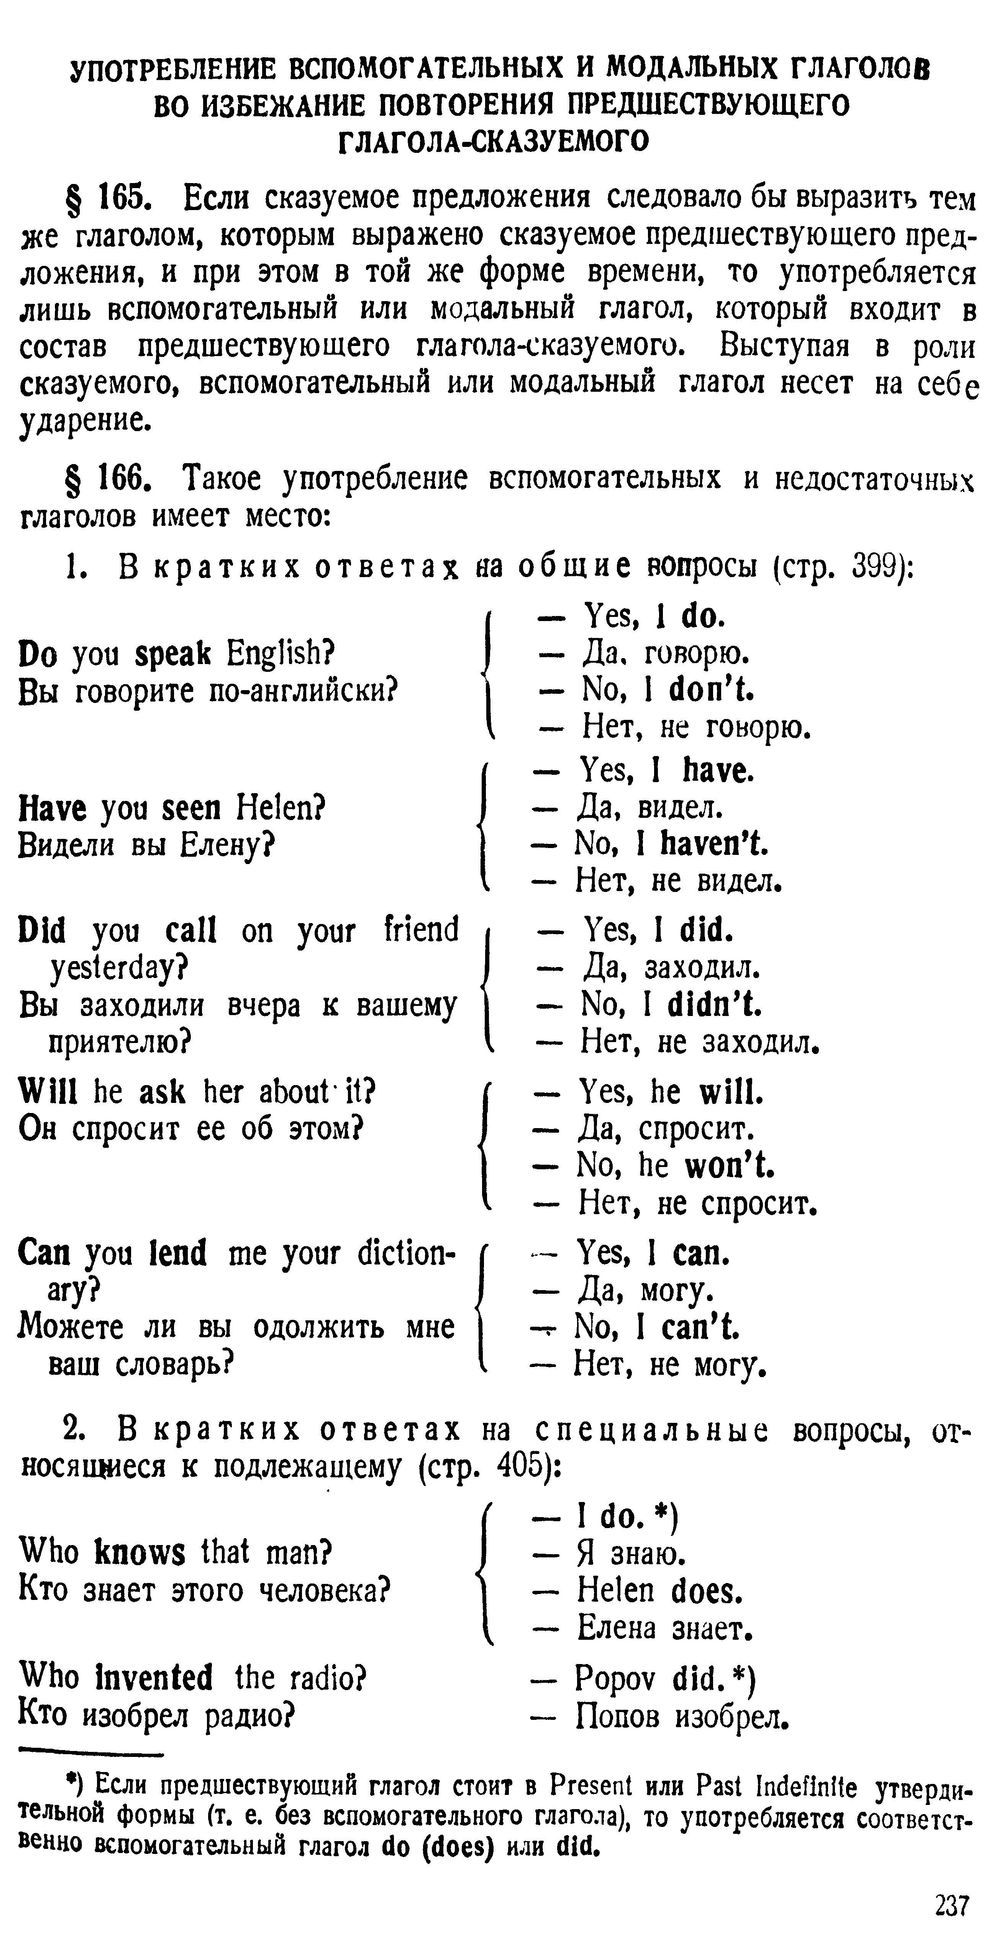 УПОТРЕБЛЕНИЕ ВСПОМОГАТЕЛЬНЫХ И МОДАЛЬНЫХ ГЛАГОЛОВ
ВО ИЗБЕЖАНИЕ ПОВТОРЕНИЯ ПРЕДШЕСТВУЮЩЕГО
ГЛАГОЛА-СКАЗУЕМОГО
§ 165. Если сказуемое предложения следовало бы выразить тем
же глаголом, которым выражено сказуемое предшествующего пред-
ложения, и при этом в той же форме времени, то употребляется
лишь вспомогательный или модальный глагол, который входит в
состав предшествующего глагола-сказуемого. Выступая в роли
сказуемого, вспомогательный или модальный глагол несет на себе
ударение.
§ 166. Такое употребление вспомогательных и недостаточных
глаголов имеет место:
1. В кратких ответах на общие вопросы (стр. 399):
Do you speak English?
Вы говорите по-английски?
— Yes, I do.
— Да, говорю.
— No, I don't.
— Нет, не говорю.
Have you seen Helen?
Видели вы Елену?
— Yes, I have.
— Да, видел.
— No, I haven't.
— Нет, не видел.
Did you call on your friend
yesterday?
Вы заходили вчера к вашему
приятелю?
— Yes, I did.
— Да, заходил.
— No, I didn't.
— Нет, не заходил.
Will he ask her about it?
Он спросит ее об этом?
— Yes, he will.
— Да, спросит.
— No, he won't.
— Нет, не спросит.
Can you lend me your diction-
ary?
Можете ли вы одолжить мне
ваш словарь?
— Yes, I can.
— Да, могу.
— No, I can't.
— Нет, не могу.
2. В кратких ответах на специальные вопросы, от-
носящиеся к подлежащему (стр. 405):
Who knows that man?
Кто знает этого человека?
— I do. *)
— Я знаю.
— Helen does.
— Елена знает.
Who invented the radio?
Кто изобрел радио?
— Popov did. *)
— Попов изобрел.
*) Если предшествующий глагол стоит в Present или Past Indefinite утверди-
тельной формы (т. е. без вспомогательного глагола), то употребляется соответст-
венно вспомогательный глагол do (does) или did.
237